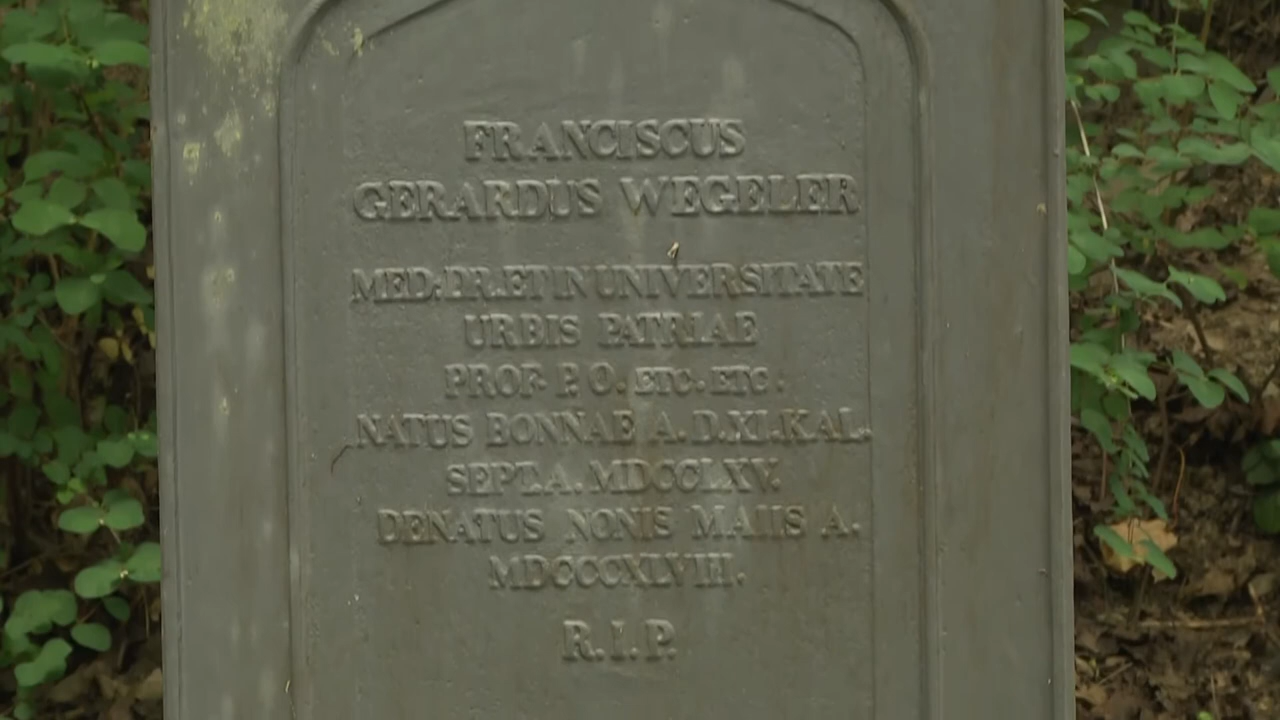 FRANCISCUS
GERARDUS WEGELER
MED. DR. ET IN UNIVERSITATE
URBIS PATRIAE
PROF. P. O. ETC. ETC.
NATUS BONNAE A. D. XI. KAL.
SEPT. A. MDCCLXV.
DENATUS NONIS MAIIS A.
MDCCCXLVIII.
R. I. P.